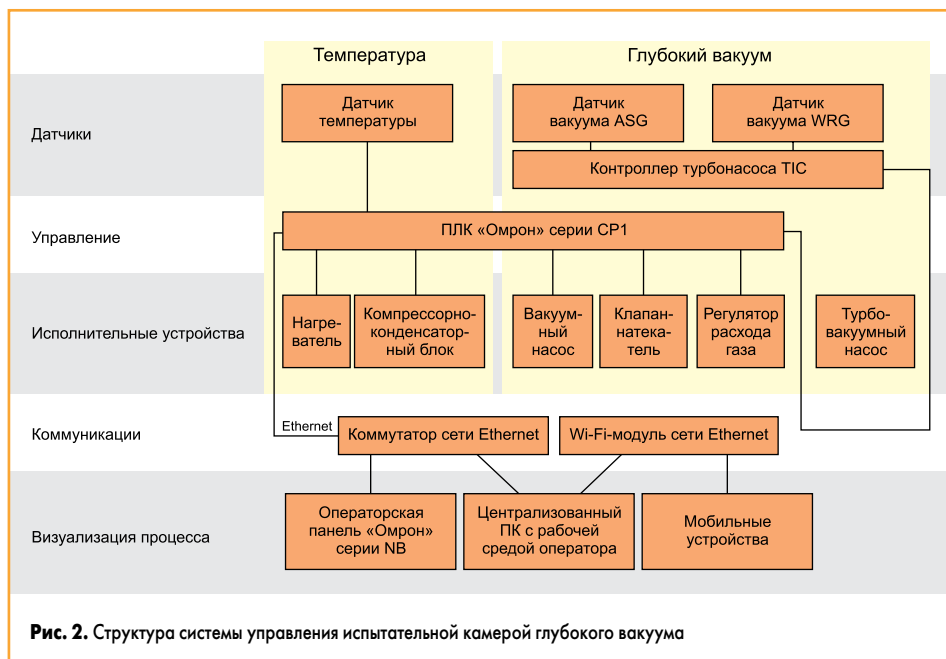 Температура
Глубокий вакуум
Датчики
Датчик
температуры
Датчик
вакуума ASG
Датчик
вакуума WRG
Контроллер турбонасоса TIC
Управление
ПЛК «Омрон» серии CP1
Исполнительные устройства
Нагре-
ватель
Компрессорно-
конденсатор-
ный блок
Вакуум-
ный
насос
Клапан-
натека-
тель
Регулятор
расхода
газа
Турбо-
вакуумный
насос
Коммуникации
Ethernet
Коммутатор сети Ethernet
Wi-Fi-модуль сети Ethernet
Визуализация процесса
Операторская
панель «Омрон»
серии NB
Централизованный
ПК с рабочей
средой оператора
Мобильные
устройства
Рис. 2. Структура системы управления испытательной камерой глубокого вакуума